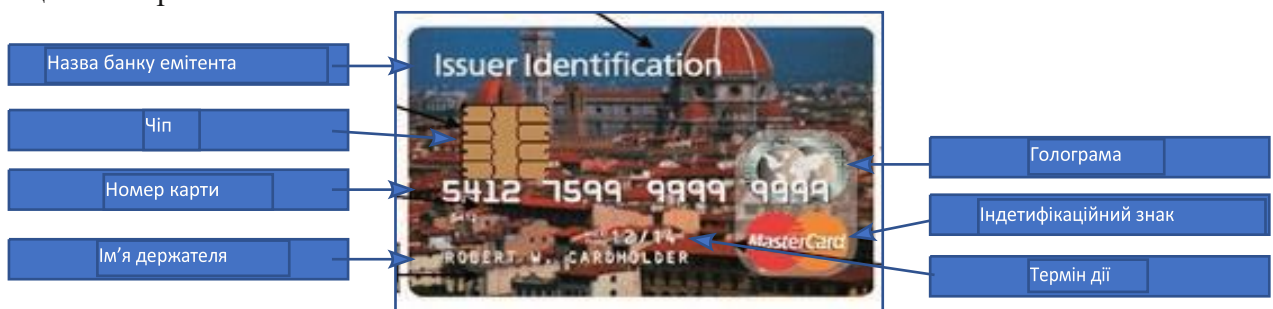 Назва банку емітента
Чіп
Номер карти
Ім’я держателя
Issuer Identification
5412 7599 9999 9999
12/14
ROBERT W. CARDHOLDER
MasterCard
Голограма
Індетифікаційний знак
Термін дії